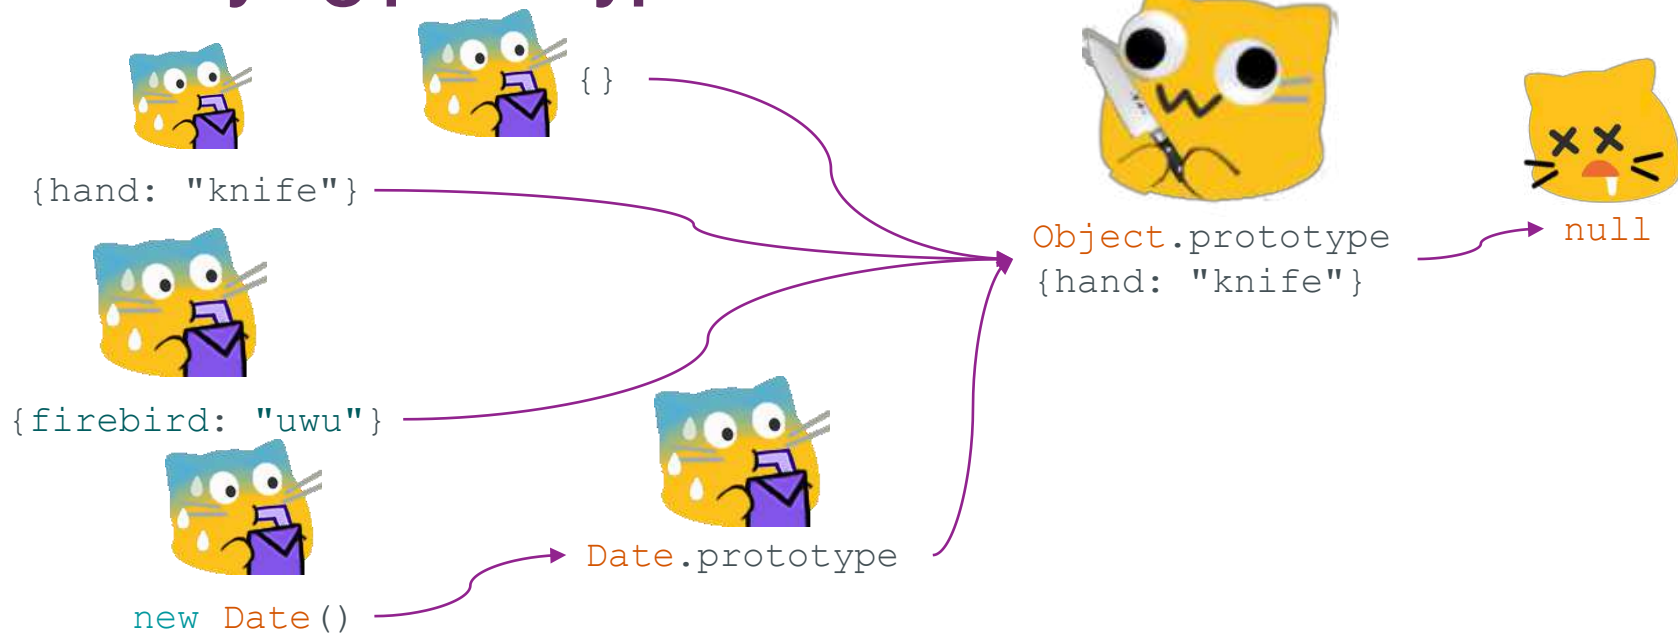 {}
{hand: "knife"}
Object.prototype
{hand: "knife"}
null
{firebird: "uwu"}
Date.prototype
new Date()